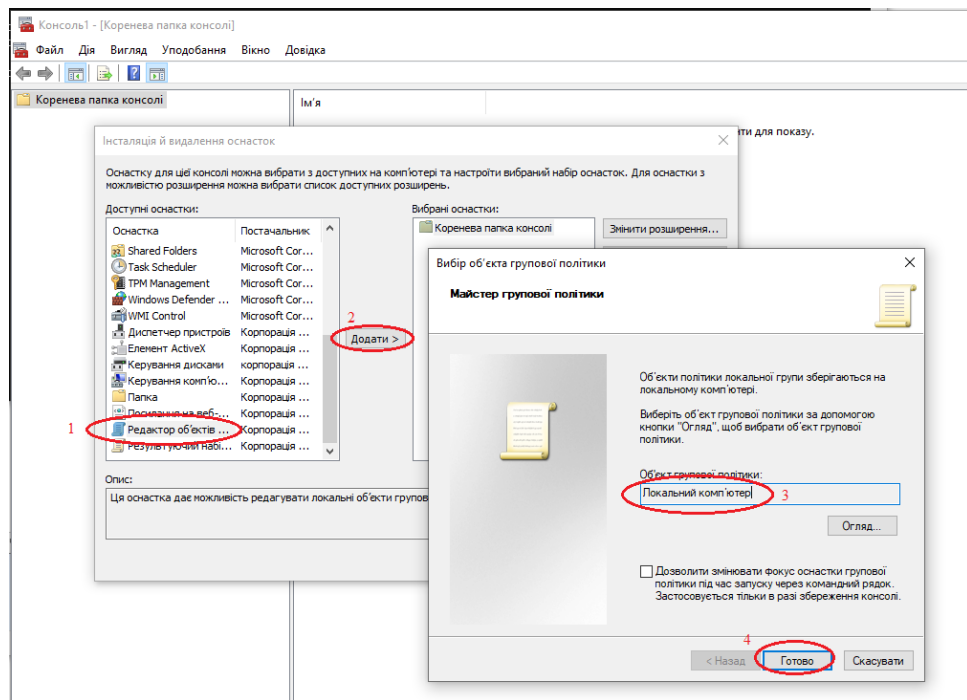 Консоль1 - [Коренева папка консолі]
Файл Дія Вигляд Уподобання Вікно Довідка
Коренева папка консолі
Ім'я
ти для показу.
Інсталяція й видалення оснасток
Оснастку для цієї консолі можна вибрати з доступних на комп'ютері та настроїти вибраний набір оснасток. Для оснастки з
можливістю розширення можна вибрати список доступних розширень.
Доступні оснастки:
Оснастка Постачальник
Shared Folders Microsoft Cor...
Task Scheduler Microsoft Cor...
TPM Management Microsoft Cor...
Windows Defender ... Microsoft Cor...
WMI Control Microsoft Cor...
Диспетчер пристроїв Корпорація ...
Елемент ActiveX Корпорація ...
Керування дисками корпорація ...
Керування комп'ю... Корпорація ...
Папка Корпорація ...
Посилання на веб-... Корпорація ...
1
Редактор об'єктів ... Корпорація ...
Результуючий набі... Корпорація ...
2
Додати >
Вибрані оснастки:
Коренева папка консолі
Змінити розширення...
Опис:
Ця оснастка дає можливість редагувати локальні об'єкти групов
Вибір об'єкта групової політики
Майстер групової політики
Об'єкти політики локальної групи зберігаються на
локальному комп'ютері.
Виберіть об'єкт групової політики за допомогою
кнопки "Огляд", щоб вибрати об'єкт групової
політики.
Об'єкт групової політики:
Локальний комп'ютер
3
Огляд...
Дозволити змінювати фокус оснастки групової
політики під час запуску через командний рядок.
Застосовується тільки в разі збереження консолі.
4
< Назад Готово Скасувати